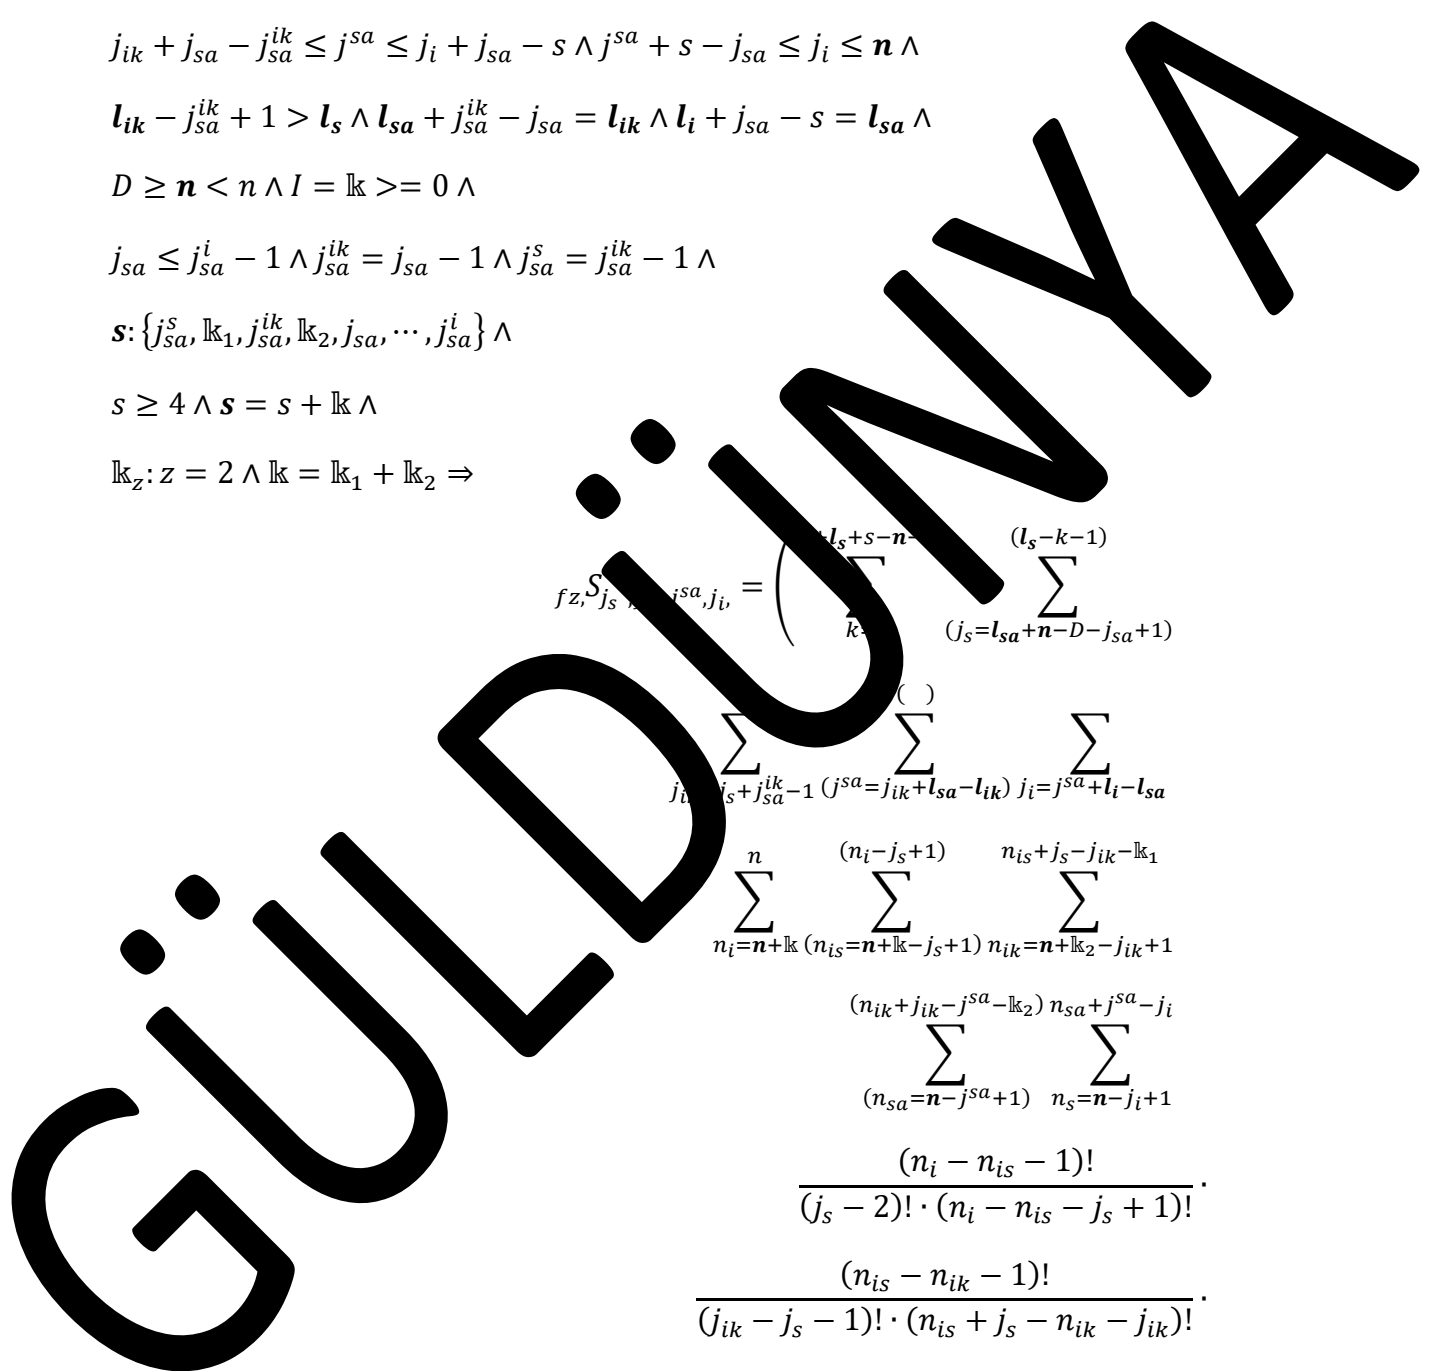 j_{ik} + j_{sa} − j_{sa}^{ik} ≤ j^{sa} ≤ j_i + j_{sa} − s ∧ j^{sa} + s − j_{sa} ≤ j_i ≤ n ∧
l_{ik} − j_{sa}^{ik} + 1 > l_s ∧ l_{sa} + j_{sa}^{ik} − j_{sa} = l_{ik} ∧ l_i + j_{sa} − s = l_{sa} ∧
D ≥ n < n ∧ I = 𝕜 >= 0 ∧
j_{sa} ≤ j_{sa}^{i} − 1 ∧ j_{sa}^{ik} = j_{sa} − 1 ∧ j_{sa}^{s} = j_{sa}^{ik} − 1 ∧
s: {j_{sa}^{s}, 𝕜_1, j_{sa}^{ik}, 𝕜_2, j_{sa}, ⋯, j_{sa}^{i}} ∧
s ≥ 4 ∧ s = s + 𝕜 ∧
𝕜_z: z = 2 ∧ 𝕜 = 𝕜_1 + 𝕜_2 ⇒
+l_s+s−n− (l_s−k−1)
_{fz,}S_{j_s, j^{sa},j_i,} = ( ∑ ∑
k= (j_s=l_{sa}+n−D−j_{sa}+1)
( )
∑ ∑ ∑
j_s+j_{sa}^{ik}−1 (j^{sa}=j_{ik}+l_{sa}−l_{ik}) j_i=j^{sa}+l_i−l_{sa}
n (n_i−j_s+1) n_{is}+j_s−j_{ik}−𝕜_1
∑ ∑ ∑
n_i=n+𝕜 (n_{is}=n+𝕜−j_s+1) n_{ik}=n+𝕜_2−j_{ik}+1
(n_{ik}+j_{ik}−j^{sa}−𝕜_2) n_{sa}+j^{sa}−j_i
∑ ∑
(n_{sa}=n−j^{sa}+1) n_s=n−j_i+1
(n_i − n_{is} − 1)!
(j_s − 2)! · (n_i − n_{is} − j_s + 1)! ·
(n_{is} − n_{ik} − 1)!
(j_{ik} − j_s − 1)! · (n_{is} + j_s − n_{ik} − j_{ik})! ·
GÜLDÜNYA